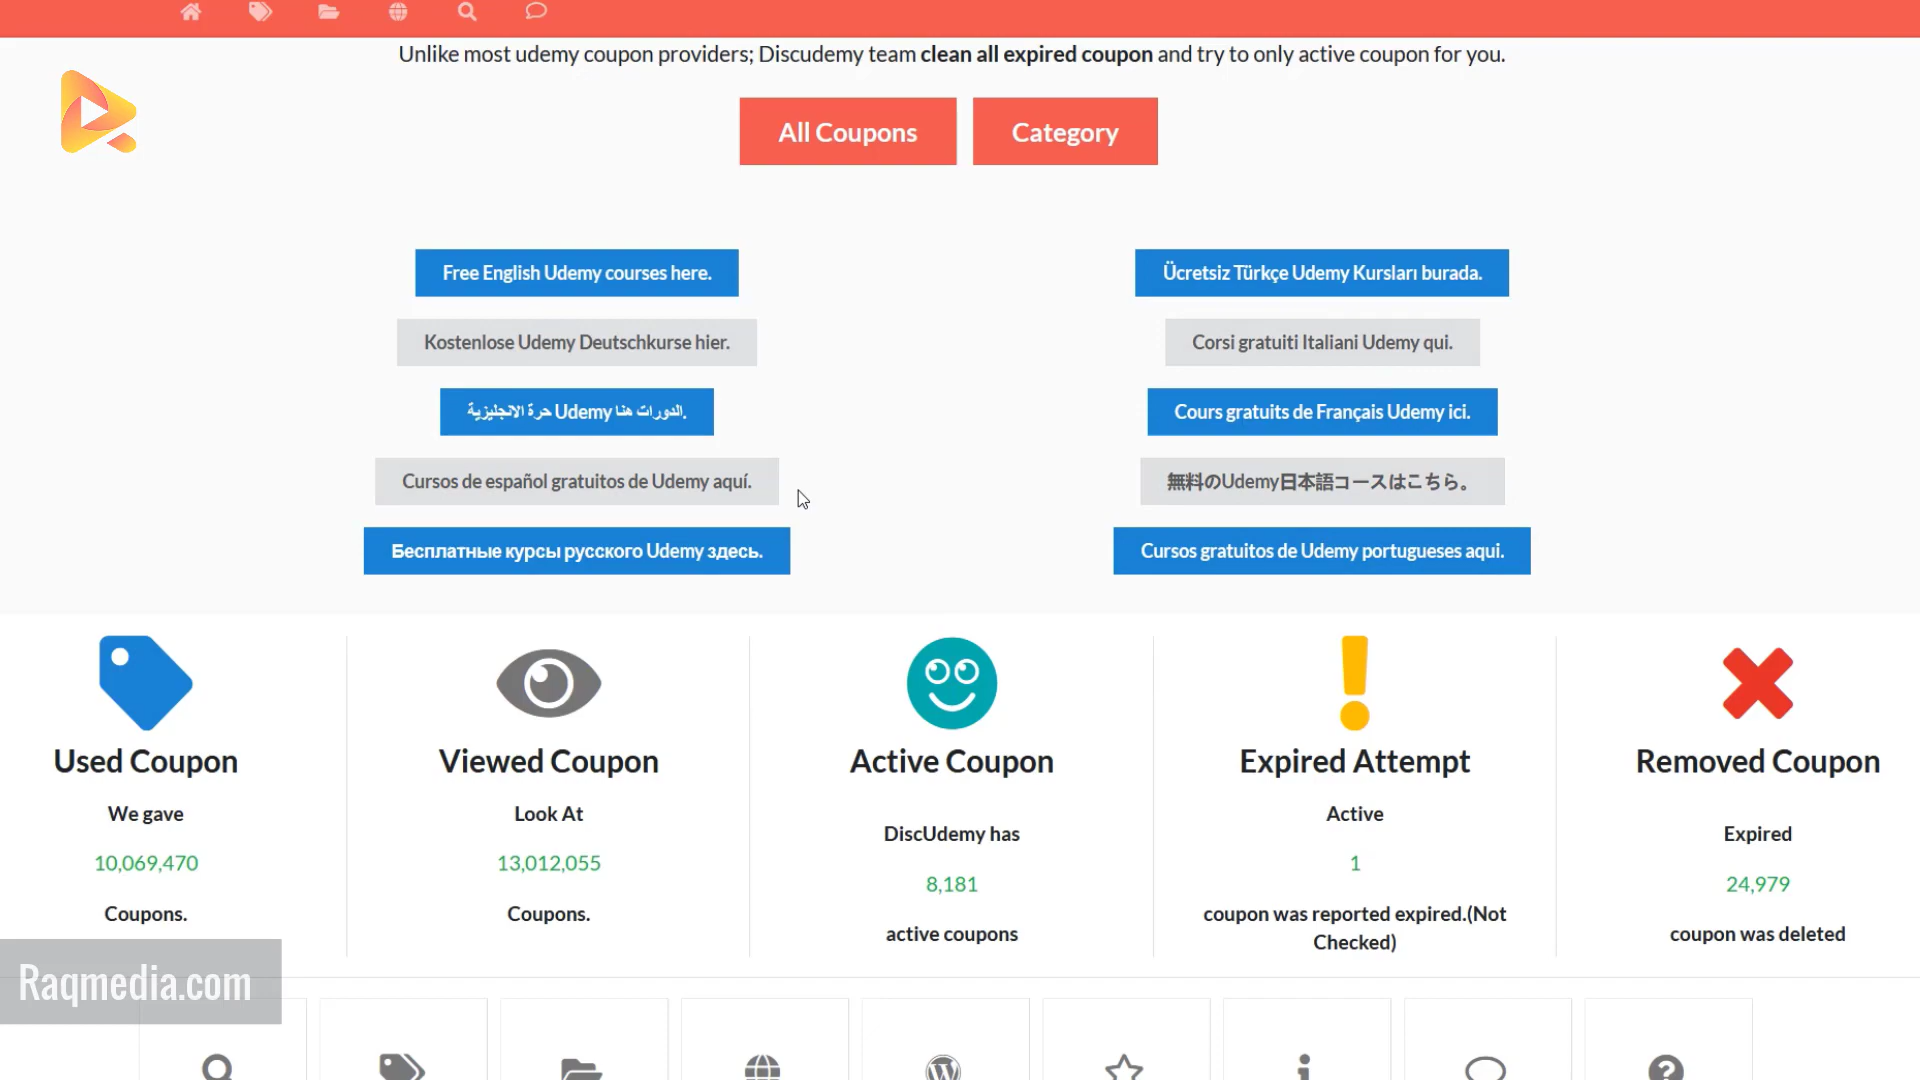 Unlike most udemy coupon providers; Discudemy team clean all expired coupon and try to only active coupon for you.
All Coupons
Category
Free English Udemy courses here.
Ücretsiz Türkçe Udemy Kursları burada.
Kostenlose Udemy Deutschkurse hier.
Corsi gratuiti Italiani Udemy qui.
حرة الانجليزية Udemy الدورات هنا.
Cours gratuits de Français Udemy ici.
Cursos de español gratuitos de Udemy aquí.
無料のUdemy日本語コースはこちら。
Бесплатные курсы русского Udemy здесь.
Cursos gratuitos de Udemy portugueses aqui.
Used Coupon
We gave
10,069,470
Coupons.
Viewed Coupon
Look At
13,012,055
Coupons.
Active Coupon
DiscUdemy has
8,181
active coupons
Expired Attempt
Active
1
coupon was reported expired.(Not
Checked)
Removed Coupon
Expired
24,979
coupon was deleted
Raqmedia.com